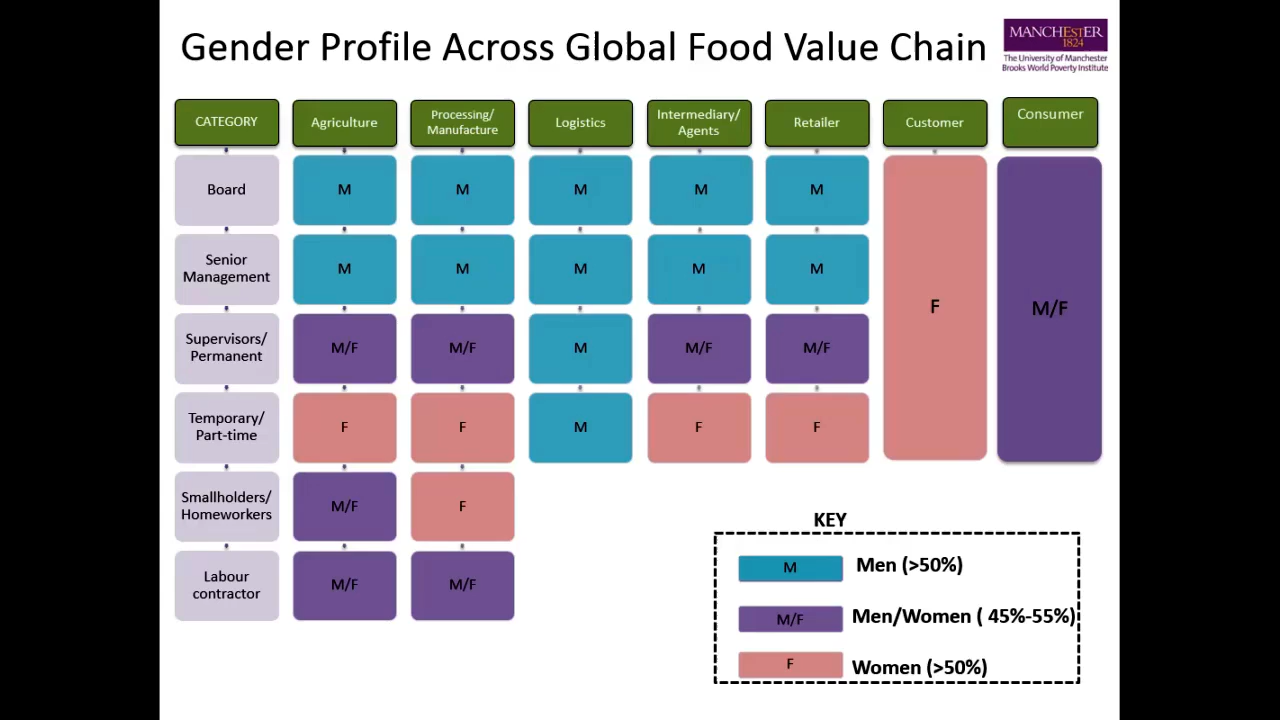 Gender Profile Across Global Food Value Chain
MANCHESTER
1824
The University of Manchester
Brooks World Poverty Institute
CATEGORY
Agriculture
Processing/
Manufacture
Logistics
Intermediary/
Agents
Retailer
Customer
Consumer
Board
M
M
M
M
M
Senior
Management
M
M
M
M
M
F
M/F
Supervisors/
Permanent
M/F
M/F
M
M/F
M/F
Temporary/
Part-time
F
F
M
F
F
Smallholders/
Homeworkers
M/F
F
Labour
contractor
M/F
M/F
KEY
M
Men (>50%)
M/F
Men/Women ( 45%-55%)
F
Women (>50%)